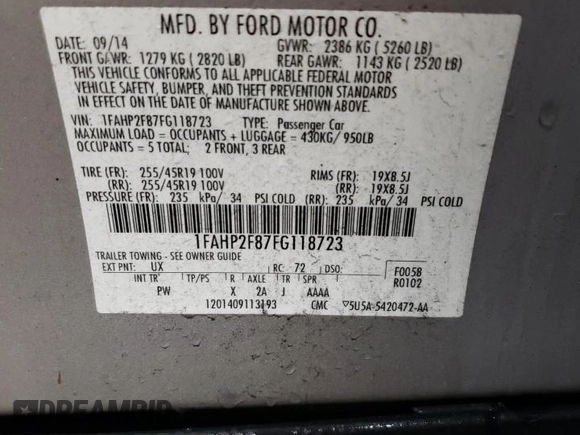 MFD. BY FORD MOTOR CO.
DATE: 09/14 GVWR: 2386 KG ( 5260 LB)
FRONT GAWR: 1279 KG ( 2820 LB) REAR GAWR: 1143 KG ( 2520 LB)
THIS VEHICLE CONFORMS TO ALL APPLICABLE FEDERAL MOTOR
VEHICLE SAFETY, BUMPER, AND THEFT PREVENTION STANDARDS
IN EFFECT ON THE DATE OF MANUFACTURE SHOWN ABOVE.
VIN: 1FAHP2F87FG118723 TYPE: Passenger Car
MAXIMUM LOAD = OCCUPANTS + LUGGAGE = 430KG/ 950LB
OCCUPANTS = 5 TOTAL; 2 FRONT, 3 REAR
TIRE (FR): 255/45R19 100V RIMS (FR): 19X8.5J
(RR): 255/45R19 100V (RR): 19X8.5J
PRESSURE (FR): 235 kPa/ 34 PSI COLD (RR): 235 kPa/ 34 PSI COLD
1FAHP2F87FG118723
TRAILER TOWING - SEE OWNER GUIDE
EXT PNT: UX RC: 72 DSO: F005B
INT TR TP/PS R AXLE TR SPR R0102
PW X 2A J AAAA
1201409113193 CMC 5U5A-5420472-AA
DREAMBID